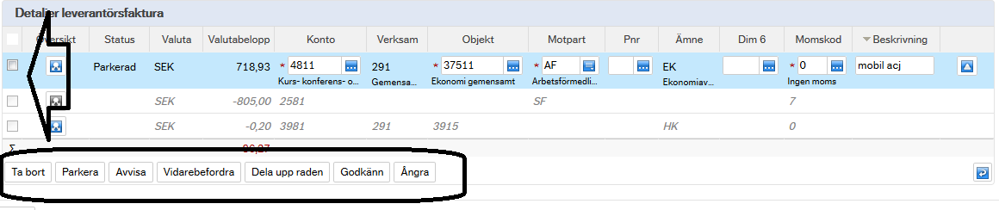 Detaljer leverantörsfaktura
Översikt Status Valuta Valutabelopp Konto Verksam Objekt Motpart Pnr Ämne Dim 6 Momskod Beskrivning
Parkerad SEK 718,93 * 4811 291 * 37511 * AF EK * 0 mobil acj
Kurs- konferens- o... Gemensa... Ekonomi gemensamt Arbetsförmedli... Ekonomiav... Ingen moms
SEK -805,00 2581 SF 7
SEK -0,20 3981 291 3915 HK 0
Σ -86,27
Ta bort Parkera Avvisa Vidarebefordra Dela upp raden Godkänn Ångra